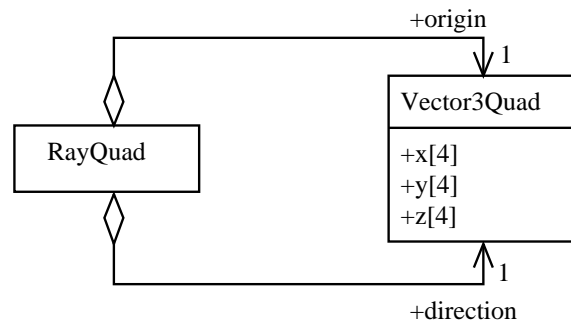 +origin
1
Vector3Quad
RayQuad
+x[4]
+y[4]
+z[4]
1
+direction